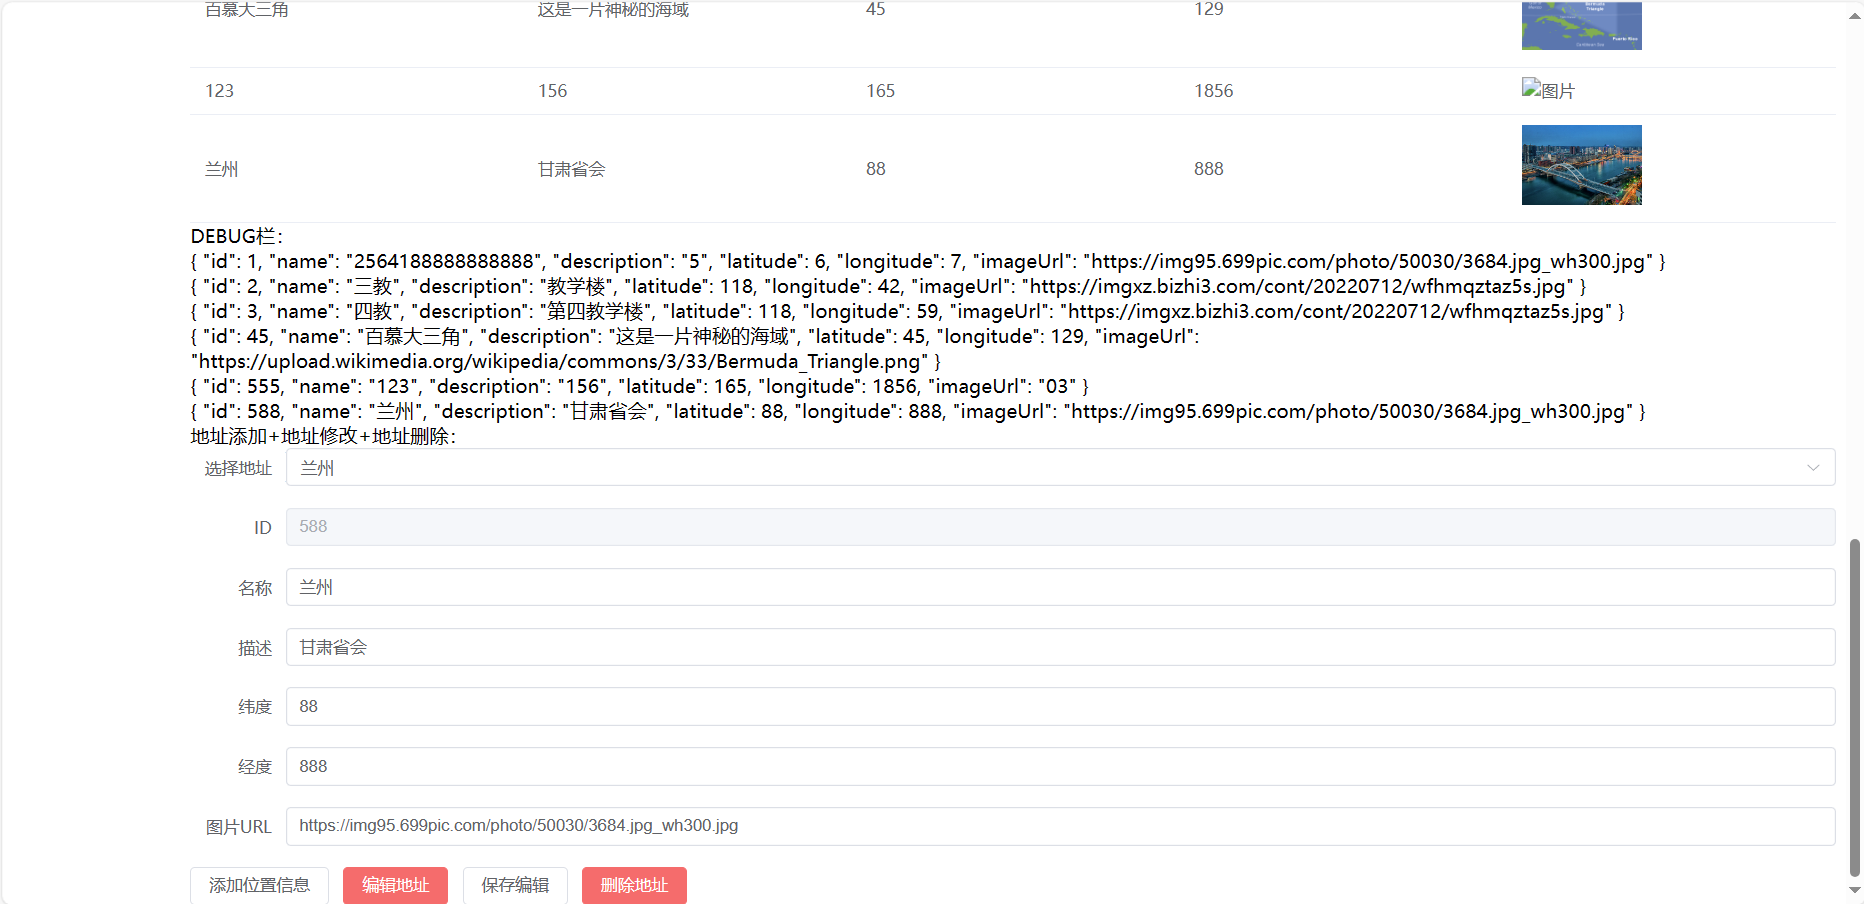 百慕大三角 这是一片神秘的海域 45 129
Bermuda
Triangle
Puerto Rico
123 156 165 1856 图片
兰州 甘肃省会 88 888
DEBUG栏：
{ "id": 1, "name": "2564188888888888", "description": "5", "latitude": 6, "longitude": 7, "imageUrl": "https://img95.699pic.com/photo/50030/3684.jpg_wh300.jpg" }
{ "id": 2, "name": "三教", "description": "教学楼", "latitude": 118, "longitude": 42, "imageUrl": "https://imgxz.bizhi3.com/cont/20220712/wfhmqztaz5s.jpg" }
{ "id": 3, "name": "四教", "description": "第四教学楼", "latitude": 118, "longitude": 59, "imageUrl": "https://imgxz.bizhi3.com/cont/20220712/wfhmqztaz5s.jpg" }
{ "id": 45, "name": "百慕大三角", "description": "这是一片神秘的海域", "latitude": 45, "longitude": 129, "imageUrl":
"https://upload.wikimedia.org/wikipedia/commons/3/33/Bermuda_Triangle.png" }
{ "id": 555, "name": "123", "description": "156", "latitude": 165, "longitude": 1856, "imageUrl": "03" }
{ "id": 588, "name": "兰州", "description": "甘肃省会", "latitude": 88, "longitude": 888, "imageUrl": "https://img95.699pic.com/photo/50030/3684.jpg_wh300.jpg" }
地址添加+地址修改+地址删除：
选择地址 兰州
ID 588
名称 兰州
描述 甘肃省会
纬度 88
经度 888
图片URL https://img95.699pic.com/photo/50030/3684.jpg_wh300.jpg
添加位置信息 编辑地址 保存编辑 删除地址